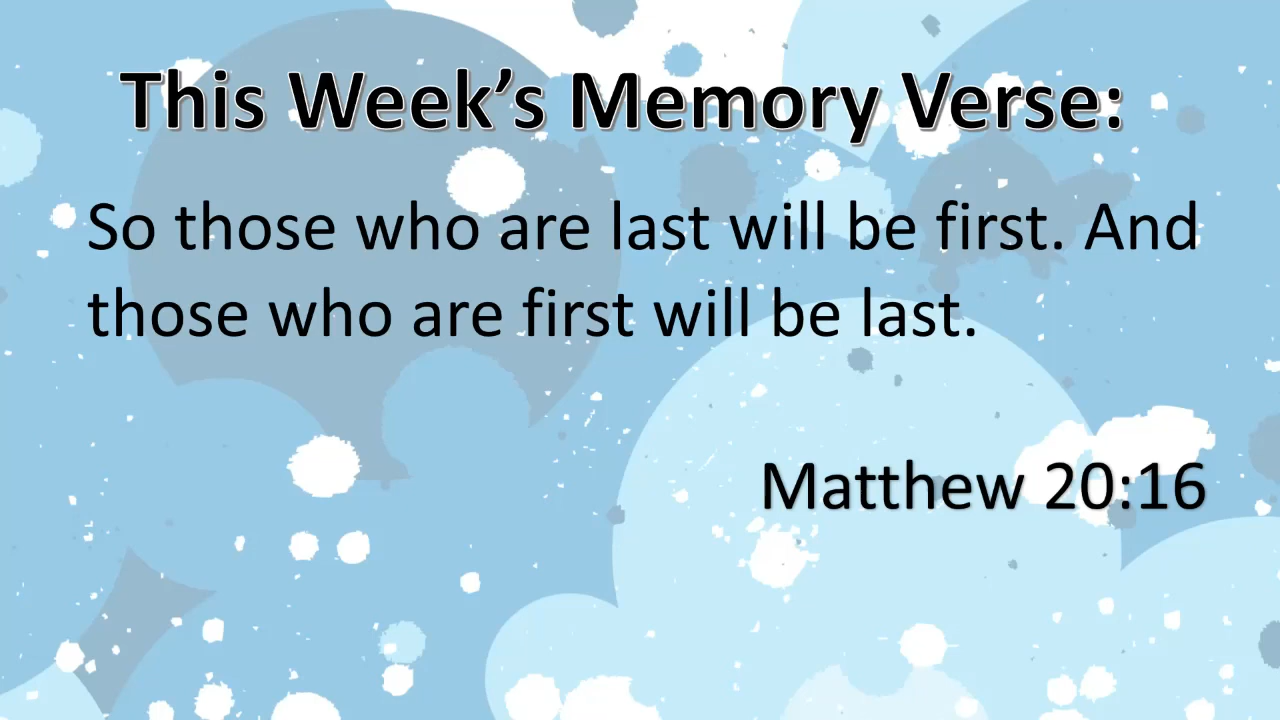 This Week’s Memory Verse:
So those who are last will be first. And
those who are first will be last.
Matthew 20:16